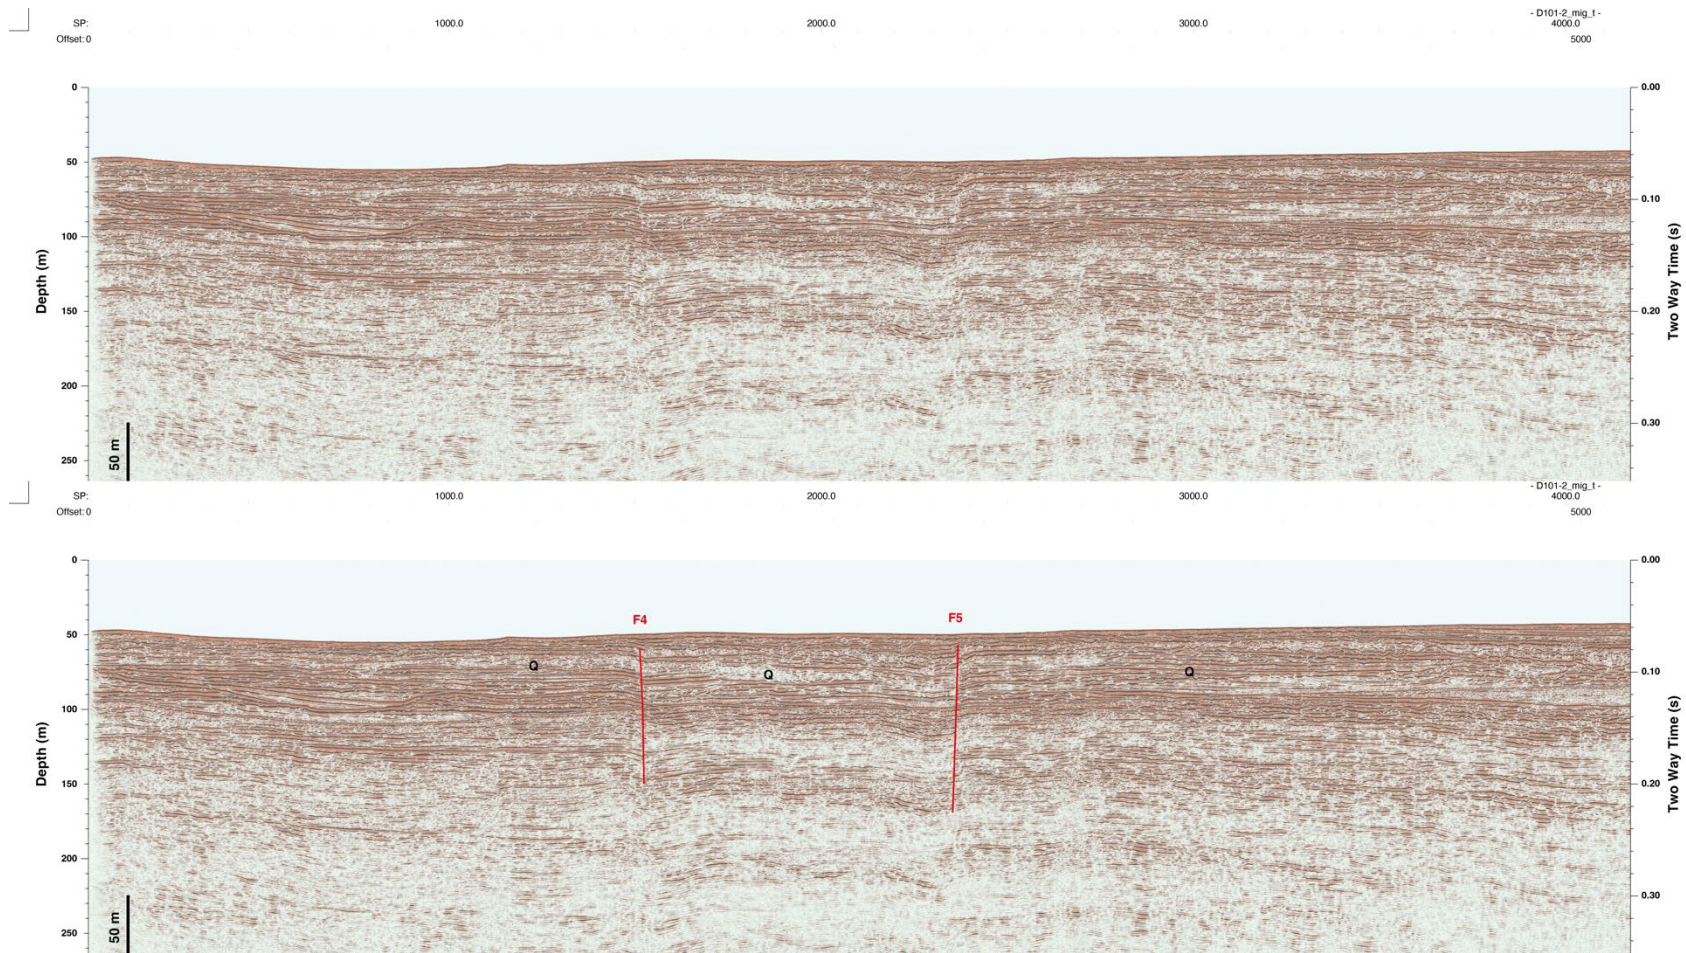 - D101-2_mig_t -
SP: 1000.0 2000.0 3000.0 4000.0
Offset: 0 5000
0 0.00
50
0.10
100
Depth (m) Two Way Time (s)
150 0.20
200
0.30
50 m
250
- D101-2_mig_t -
SP: 1000.0 2000.0 3000.0 4000.0
Offset: 0 5000
0 0.00
F4 F5
50
Q Q Q 0.10
100
Depth (m) Two Way Time (s)
150 0.20
200
0.30
50 m
250